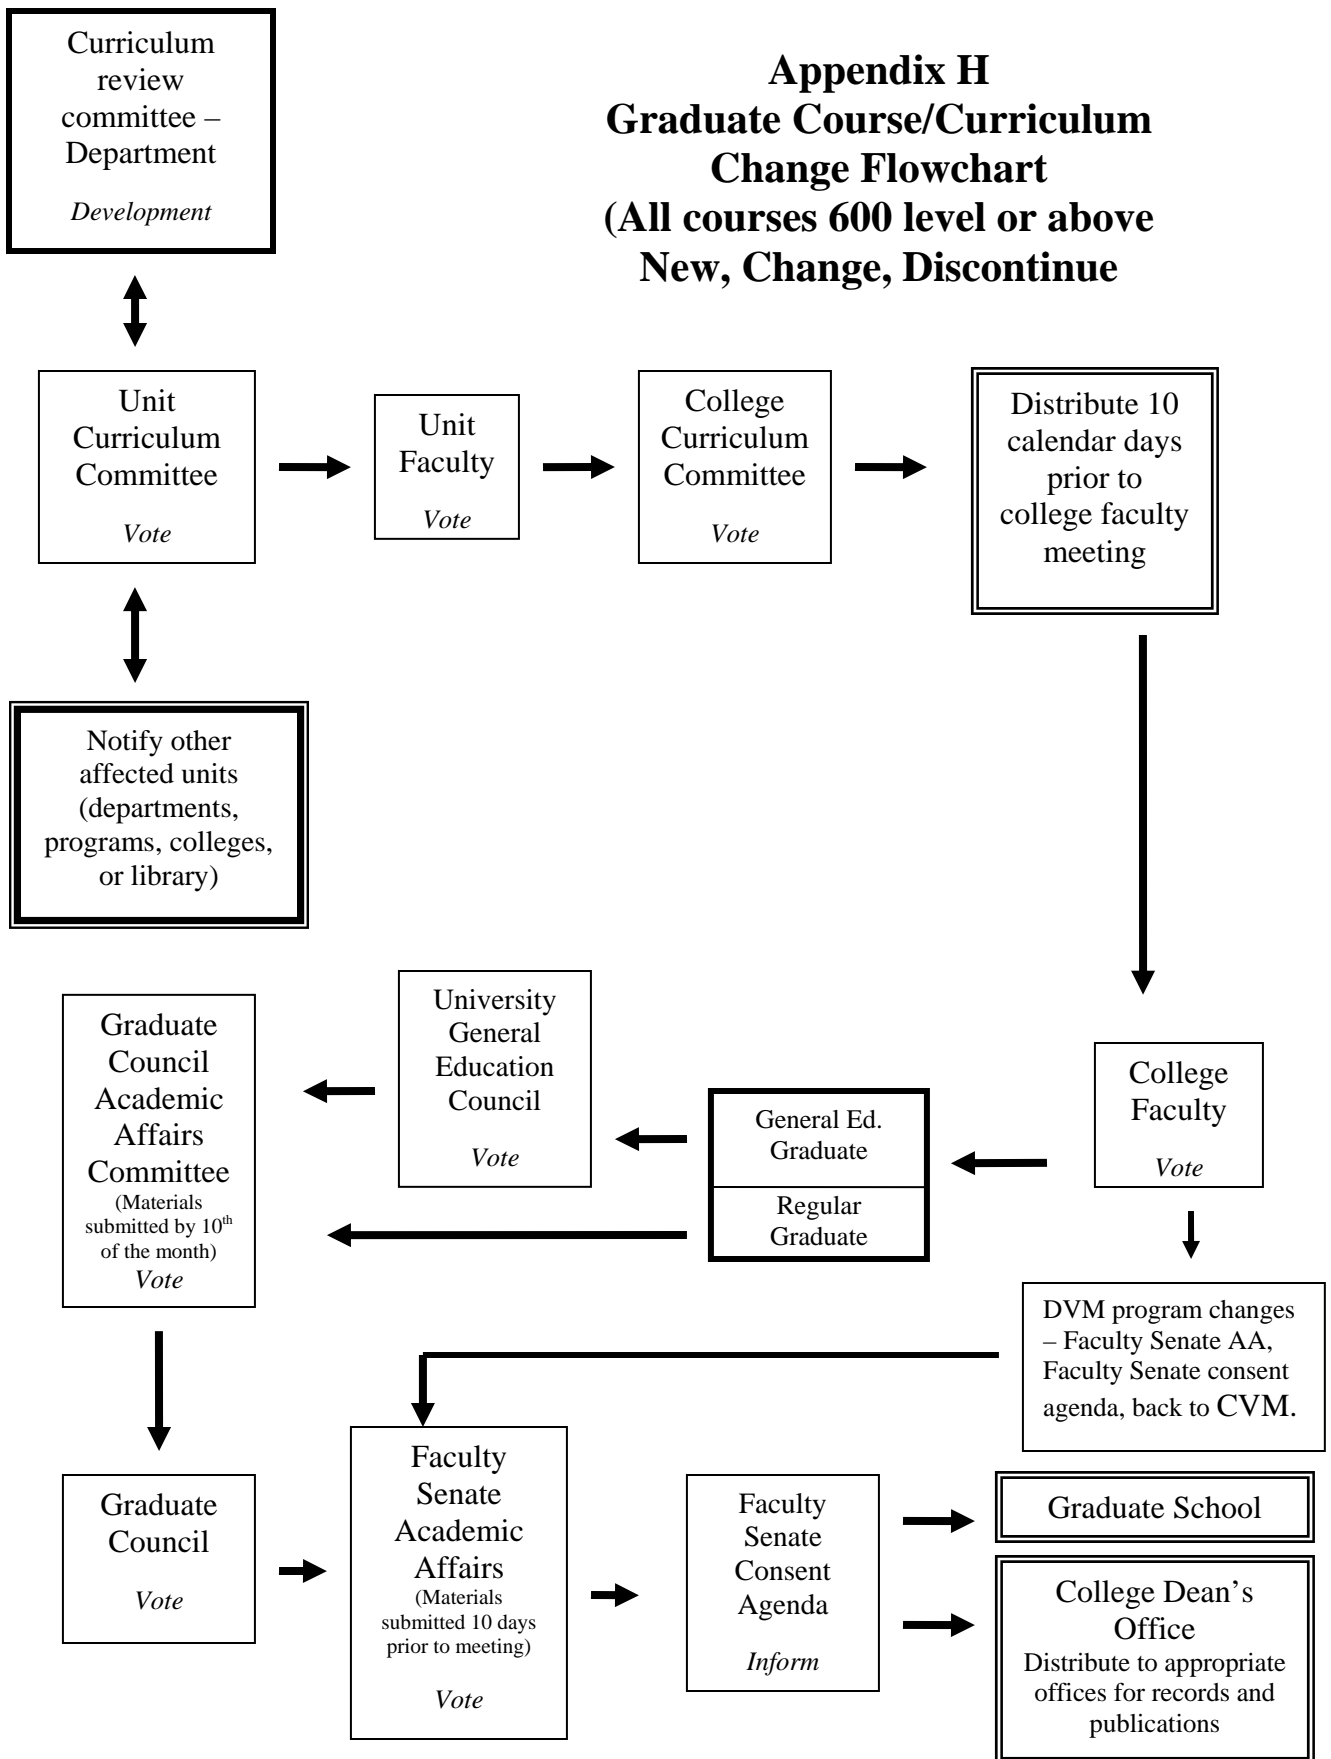 Curriculum
review
committee –
Department
Development
Appendix H
Graduate Course/Curriculum
Change Flowchart
(All courses 600 level or above
New, Change, Discontinue
Unit
Curriculum
Committee
Vote
Unit
Faculty
Vote
College
Curriculum
Committee
Vote
Distribute 10
calendar days
prior to
college faculty
meeting
Notify other
affected units
(departments,
programs, colleges,
or library)
Graduate
Council
Academic
Affairs
Committee
(Materials
submitted by 10th
of the month)
Vote
University
General
Education
Council
Vote
General Ed.
Graduate
Regular
Graduate
College
Faculty
Vote
DVM program changes
– Faculty Senate AA,
Faculty Senate consent
agenda, back to CVM.
Graduate
Council
Vote
Faculty
Senate
Academic
Affairs
(Materials
submitted 10 days
prior to meeting)
Vote
Faculty
Senate
Consent
Agenda
Inform
Graduate School
College Dean’s
Office
Distribute to appropriate
offices for records and
publications